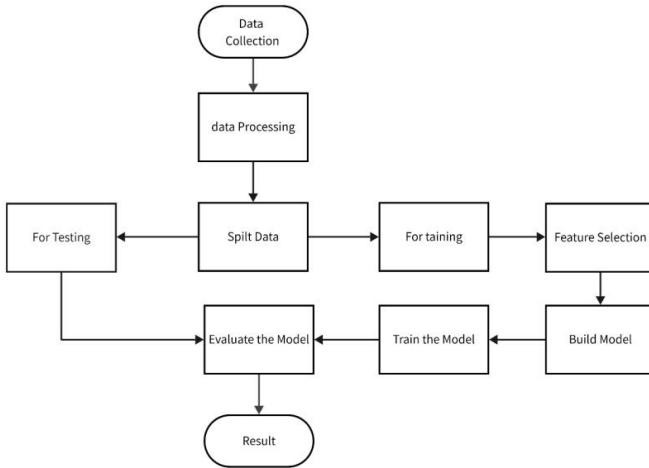 Data
Collection
data Processing
For Testing
Spilt Data
For taining
Feature Selection
Evaluate the Model
Train the Model
Build Model
Result